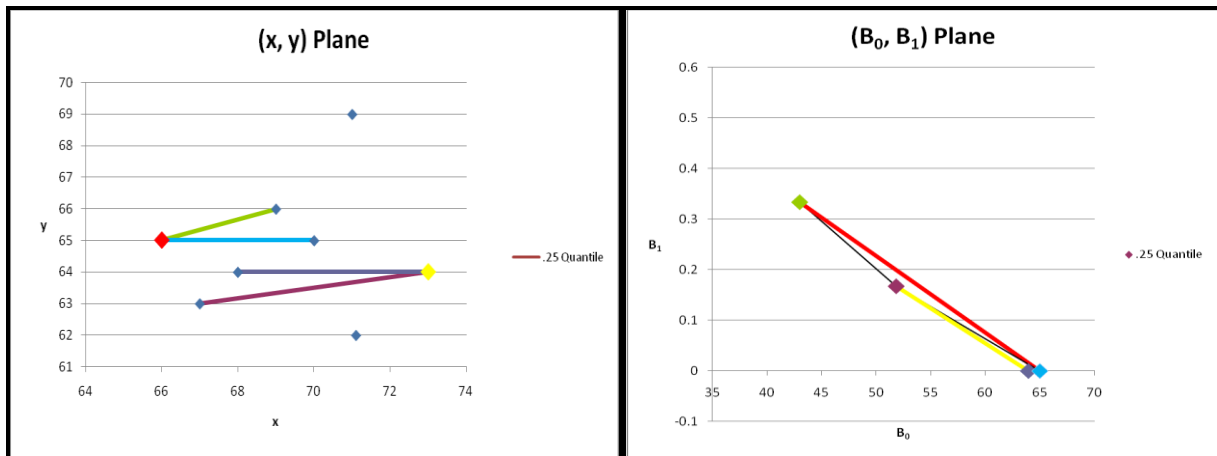 (x, y) Plane
70
69
68
67
66
65
64
63
62
61
y
64 66 68 70 72 74
x
.25 Quantile
(B₀, B₁) Plane
0.6
0.5
0.4
0.3
0.2
0.1
0
-0.1
B₁
35 40 45 50 55 60 65 70
B₀
.25 Quantile